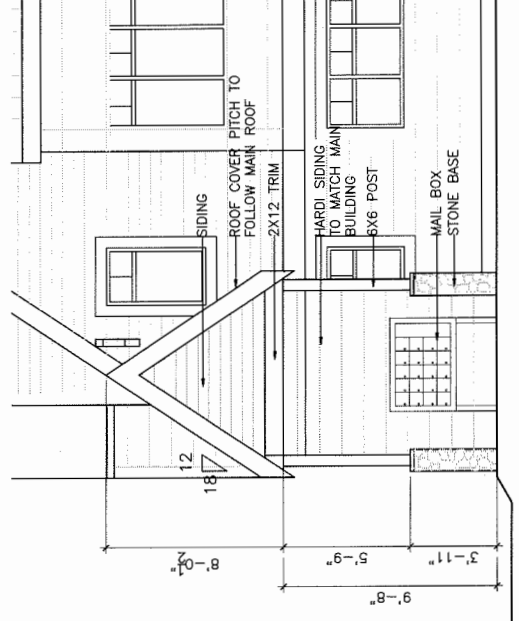 SIDING
ROOF COVER PITCH TO
FOLLOW MAIN ROOF
2X12 TRIM
HARDI SIDING
TO MATCH MAIN
BUILDING
6X6 POST
MAIL BOX
STONE BASE
12
18
8'-0½"
5'-9"
3'-11"
9'-8"